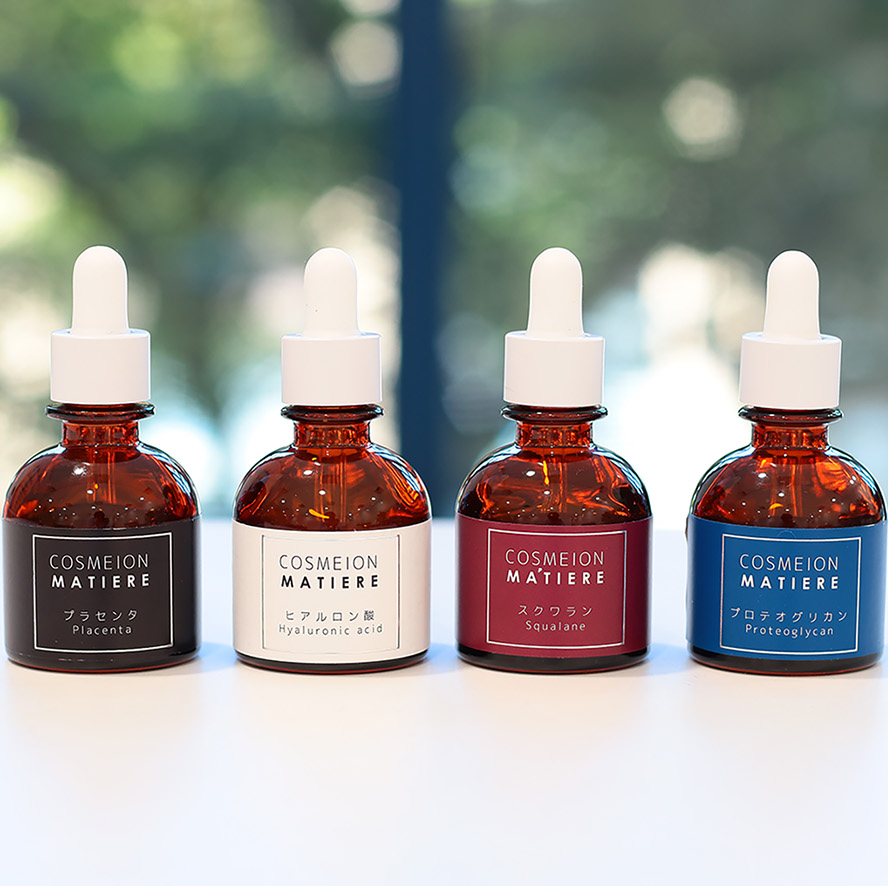 COSMEION
MATIERE
プラセンタ
Placenta
COSMEION
MATIERE
ヒアルロン酸
Hyaluronic acid
COSMEION
MATIERE
スクワラン
Squalane
COSMEION
MATIERE
プロテオグリカン
Proteoglycan